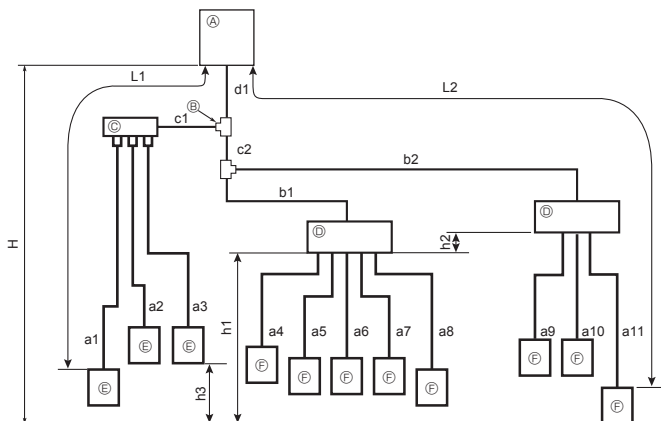 Ⓐ
L1
d1
L2
Ⓑ
Ⓒ
c1
c2
b2
b1
H
Ⓓ
Ⓓ
h2
h1
a1
a2
a3
a4
a5
a6
a7
a8
a9
a10
a11
Ⓔ
Ⓔ
Ⓔ
Ⓕ
Ⓕ
Ⓕ
Ⓕ
Ⓕ
Ⓕ
Ⓕ
Ⓕ
h3